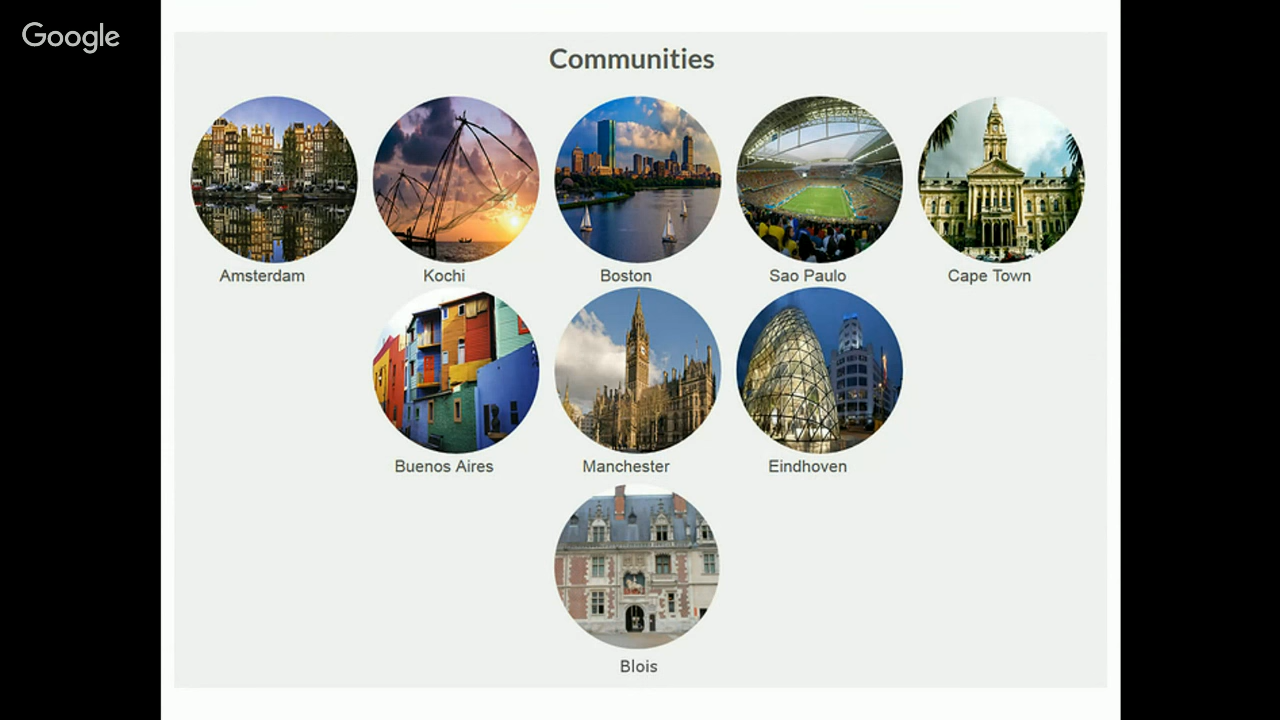 Google
Communities
Amsterdam
Kochi
Boston
Sao Paulo
Cape Town
Buenos Aires
Manchester
Eindhoven
Blois